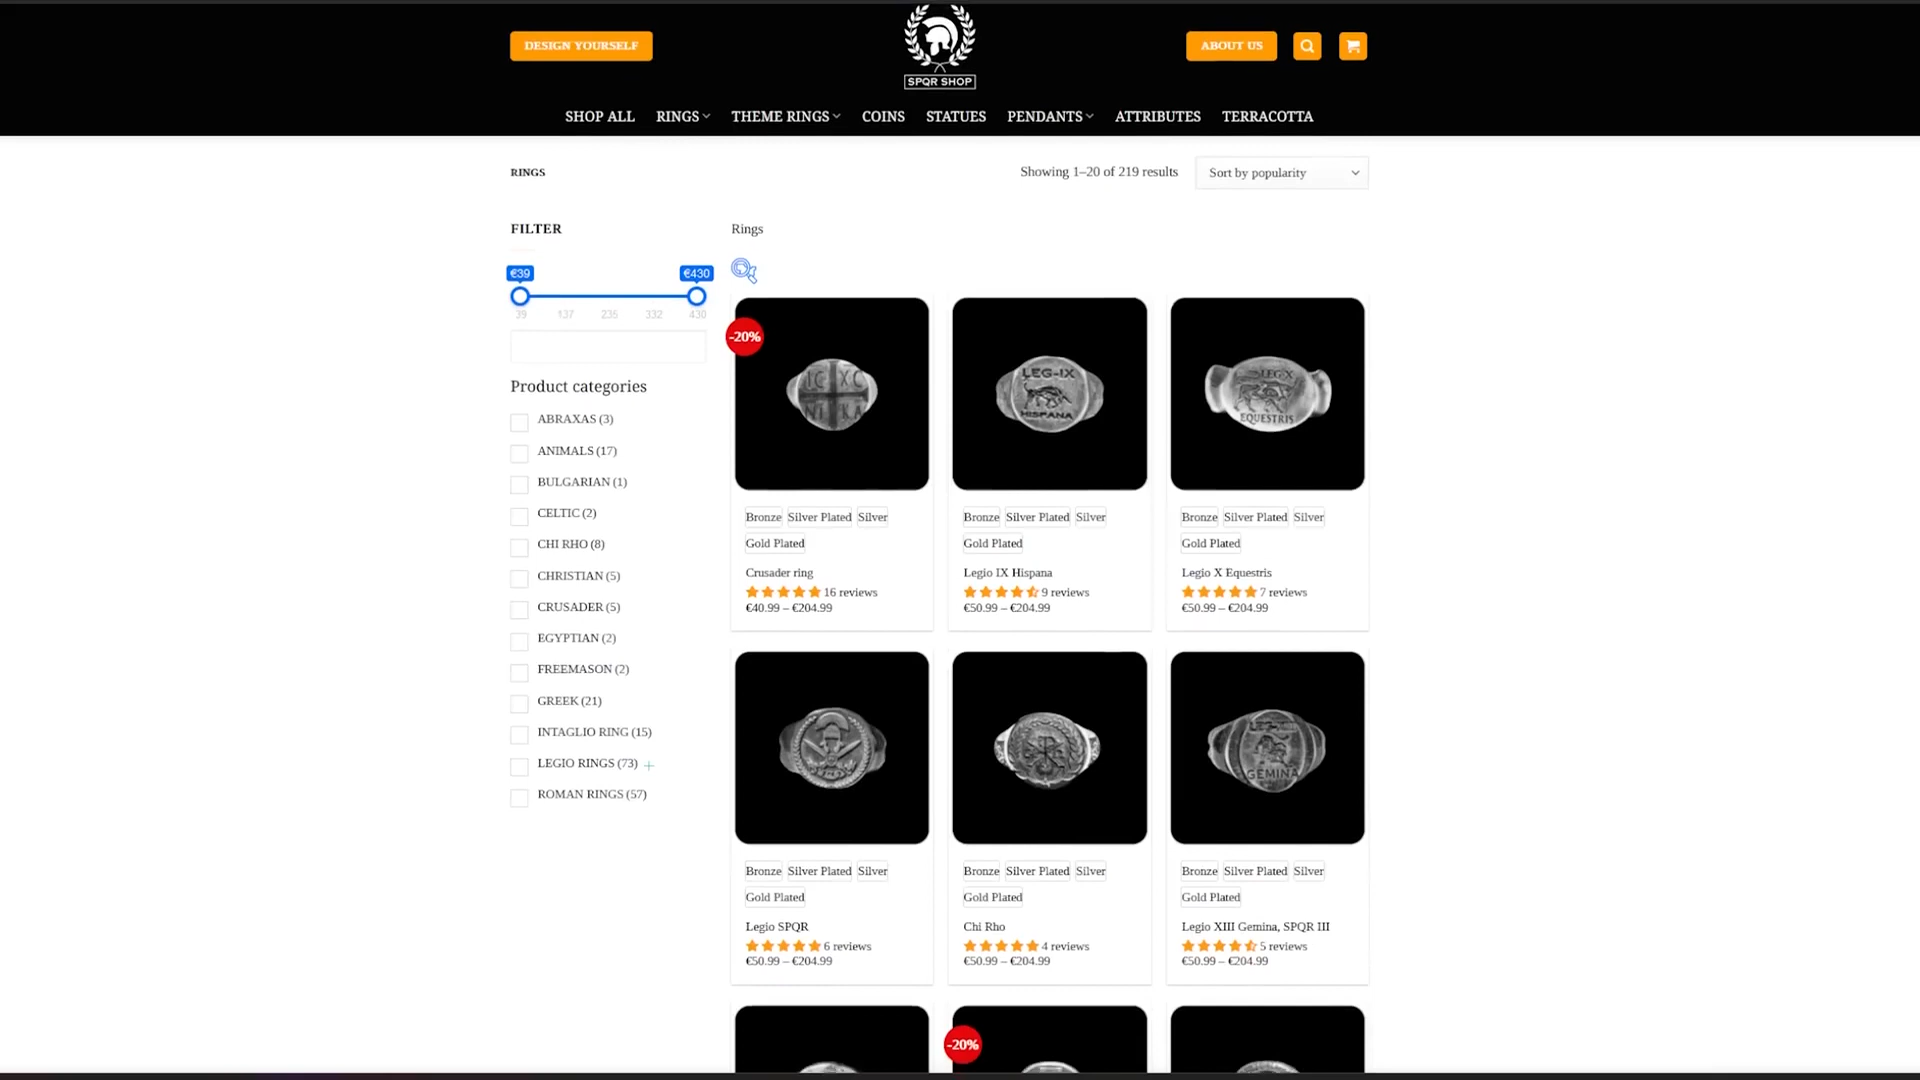 DESIGN YOURSELF
SPQR SHOP
ABOUT US
SHOP ALL RINGS THEME RINGS COINS STATUES PENDANTS ATTRIBUTES TERRACOTTA
RINGS
Showing 1–20 of 219 results
Sort by popularity
FILTER
€39 €430
39 137 235 332 430
Product categories
ABRAXAS (3)
ANIMALS (17)
BULGARIAN (1)
CELTIC (2)
CHI RHO (8)
CHRISTIAN (5)
CRUSADER (5)
EGYPTIAN (2)
FREEMASON (2)
GREEK (21)
INTAGLIO RING (15)
LEGIO RINGS (73) +
ROMAN RINGS (57)
Rings
-20%
IC XC
NI KA
Bronze Silver Plated Silver
Gold Plated
Crusader ring
16 reviews
€40.99 – €204.99
LEG-IX
HISPANA
Bronze Silver Plated Silver
Gold Plated
Legio IX Hispana
9 reviews
€50.99 – €204.99
LEG X
EQUESTRIS
Bronze Silver Plated Silver
Gold Plated
Legio X Equestris
7 reviews
€50.99 – €204.99
Bronze Silver Plated Silver
Gold Plated
Legio SPQR
6 reviews
€50.99 – €204.99
Bronze Silver Plated Silver
Gold Plated
Chi Rho
4 reviews
€50.99 – €204.99
LEG-XIII
GEMINA
Bronze Silver Plated Silver
Gold Plated
Legio XIII Gemina, SPQR III
5 reviews
€50.99 – €204.99
-20%